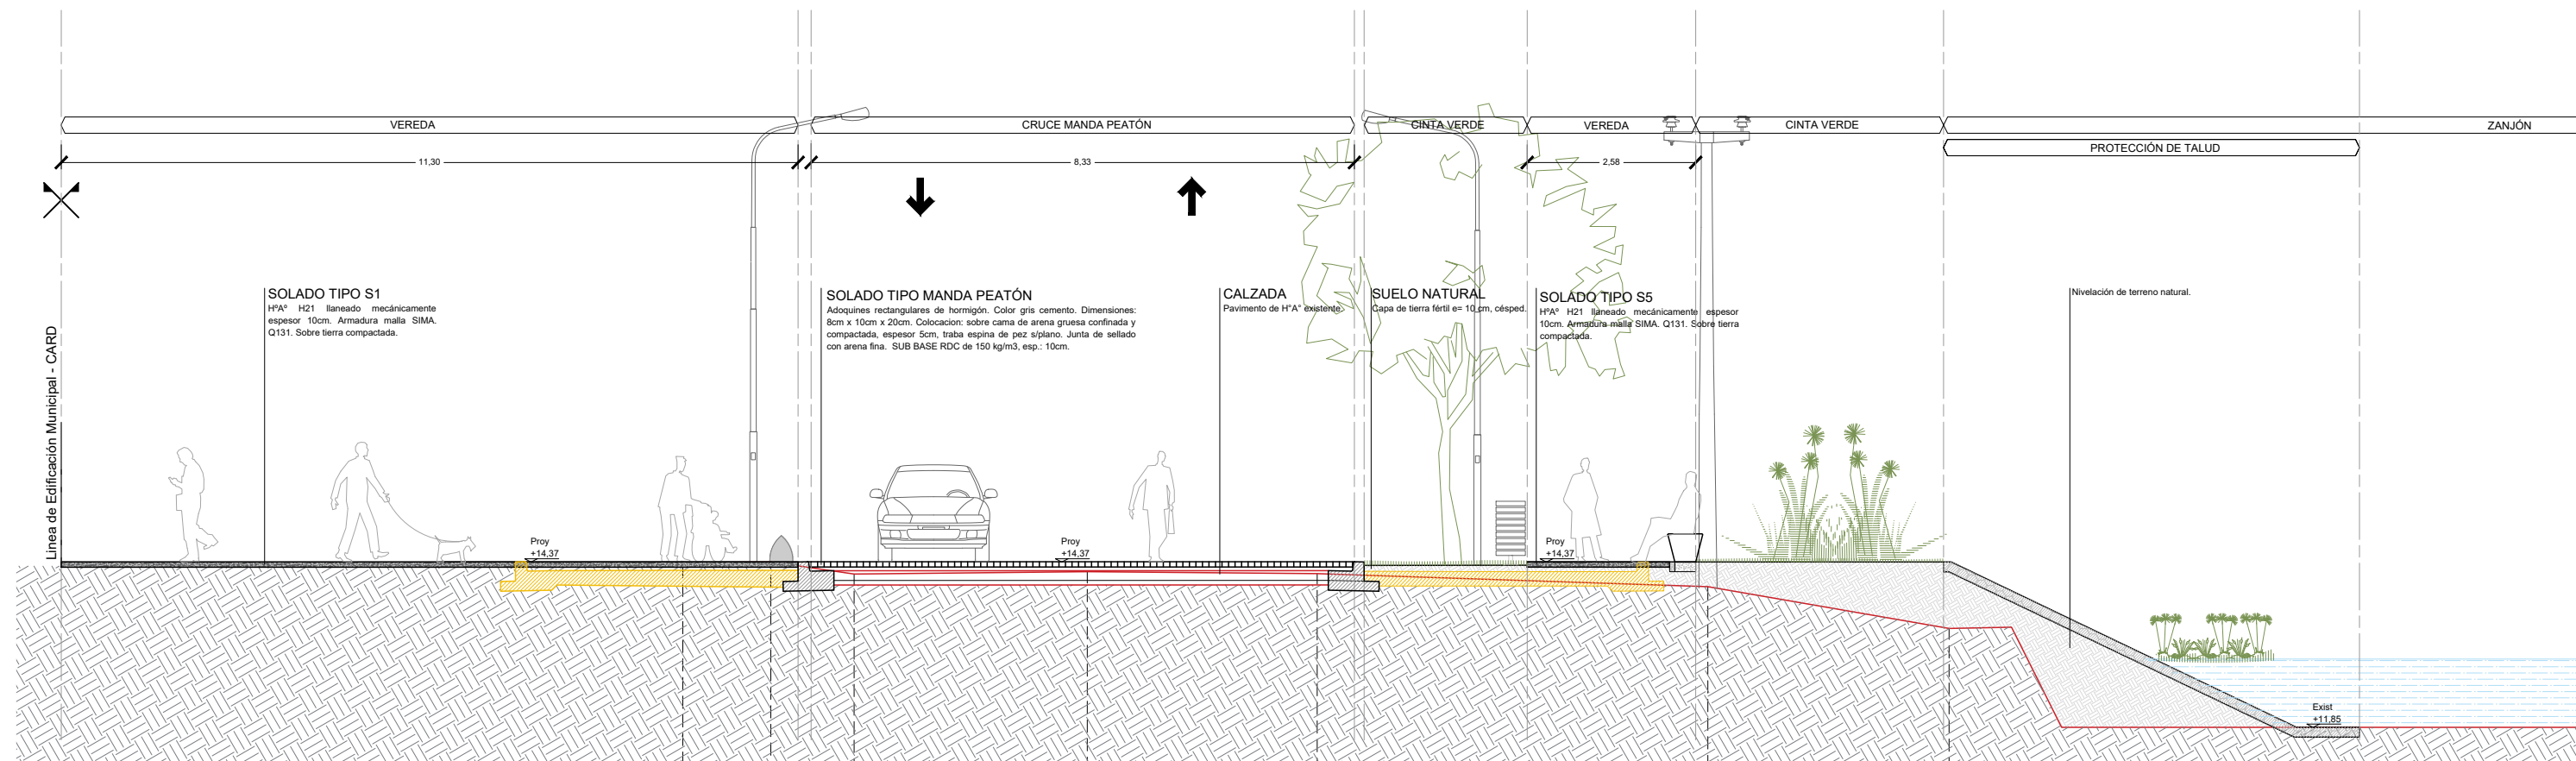 VEREDA
CRUCE MANDA PEATÓN
CINTA VERDE
VEREDA
CINTA VERDE
ZANJÓN
PROTECCIÓN DE TALUD
11,30
8,33
2,58
Linea de Edificación Municipal - CARD
SOLADO TIPO S1
HºAº H21 llaneado mecánicamente
espesor 10cm. Armadura malla SIMA.
Q131. Sobre tierra compactada.
SOLADO TIPO MANDA PEATÓN
Adoquines rectangulares de hormigón. Color gris cemento. Dimensiones:
8cm x 10cm x 20cm. Colocacion: sobre cama de arena gruesa confinada y
compactada, espesor 5cm, traba espina de pez s/plano. Junta de sellado
con arena fina. SUB BASE RDC de 150 kg/m3, esp.: 10cm.
CALZADA
Pavimento de H°A° existente.
SUELO NATURAL
Capa de tierra fértil e= 10 cm, césped.
SOLADO TIPO S5
HºAº H21 llaneado mecánicamente espesor
10cm. Armadura malla SIMA. Q131. Sobre tierra
compactada.
Nivelación de terreno natural.
Proy
+14,37
Proy
+14,37
Proy
+14,37
Exist
+11,85